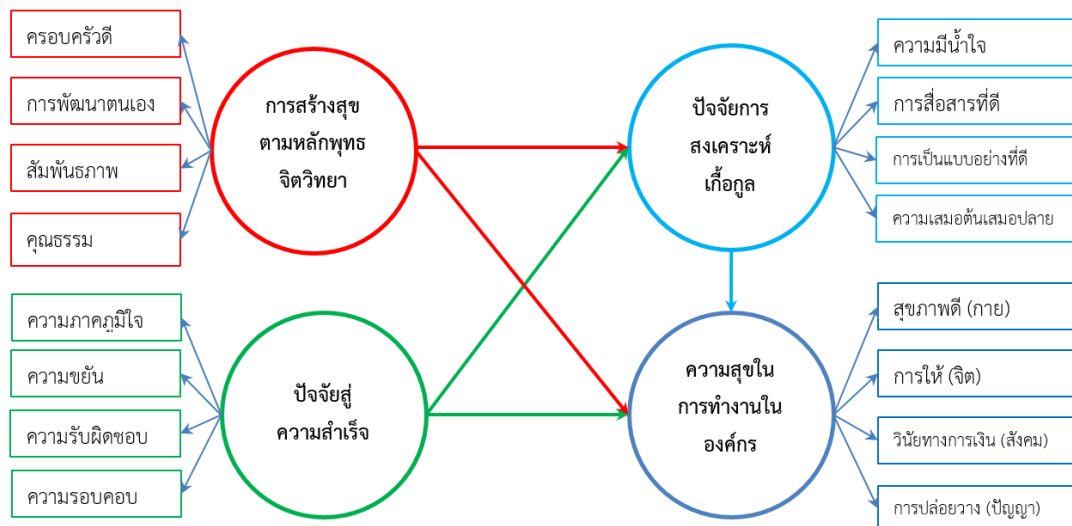 ครอบครัวดี
การพัฒนาตนเอง
สัมพันธภาพ
คุณธรรม
การสร้างสุข
ตามหลักพุทธ
จิตวิทยา
ปัจจัยการ
สงเคราะห์
เกื้อกูล
ความมีน้ำใจ
การสื่อสารที่ดี
การเป็นแบบอย่างที่ดี
ความเสมอต้นเสมอปลาย
ความภาคภูมิใจ
ความขยัน
ความรับผิดชอบ
ความรอบคอบ
ปัจจัยสู่
ความสำเร็จ
ความสุขใน
การทำงานใน
องค์กร
สุขภาพดี (กาย)
การให้ (จิต)
วินัยทางการเงิน (สังคม)
การปล่อยวาง (ปัญญา)